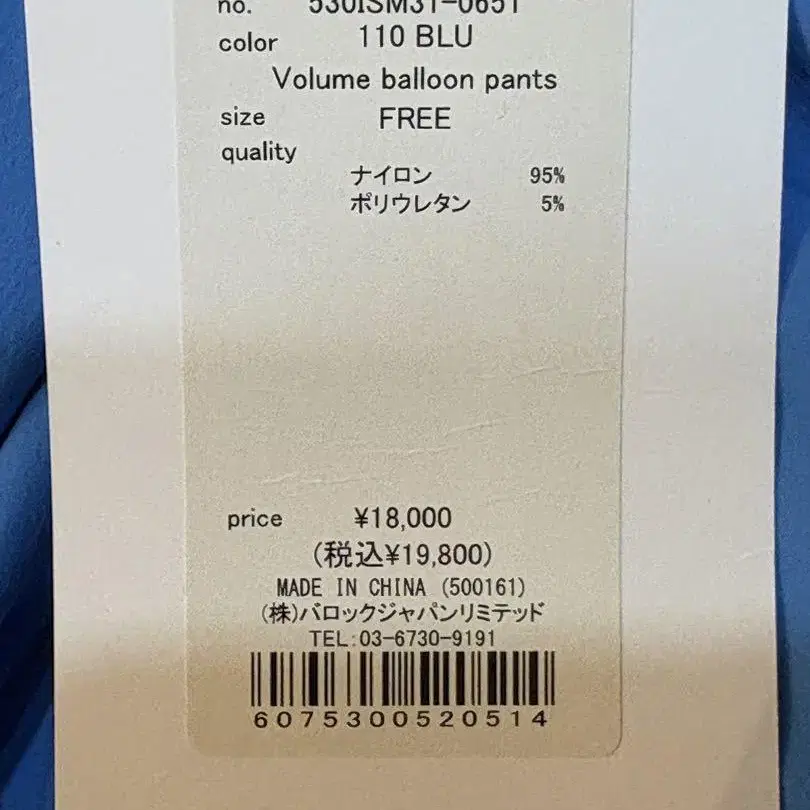 no. 530ISM31-0651
color 110 BLU
Volume balloon pants
size FREE
quality
ナイロン 95%
ポリウレタン 5%
price ¥18,000
(税込¥19,800)
MADE IN CHINA (500161)
(株)バロックジャパンリミテッド
TEL:03-6730-9191
6075300520514